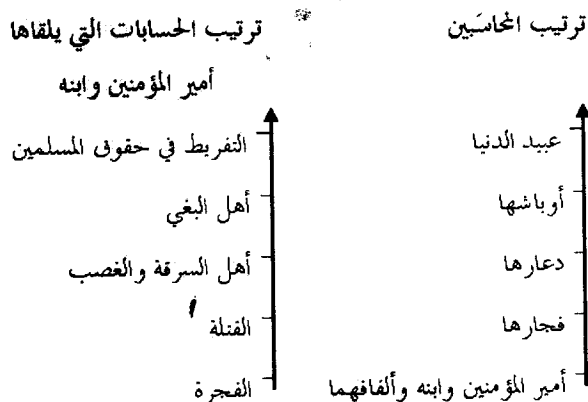 ترتيب المحاسَبين
عبيد الدنيا
أوباشها
دعارها
فجارها
أمير المؤمنين وابنه وألفافهما
ترتيب الحسابات التي يلقاها
أمير المؤمنين وابنه
التفريط في حقوق المسلمين
أهل البغي
أهل السرقة والغصب
القتلة
الفجرة